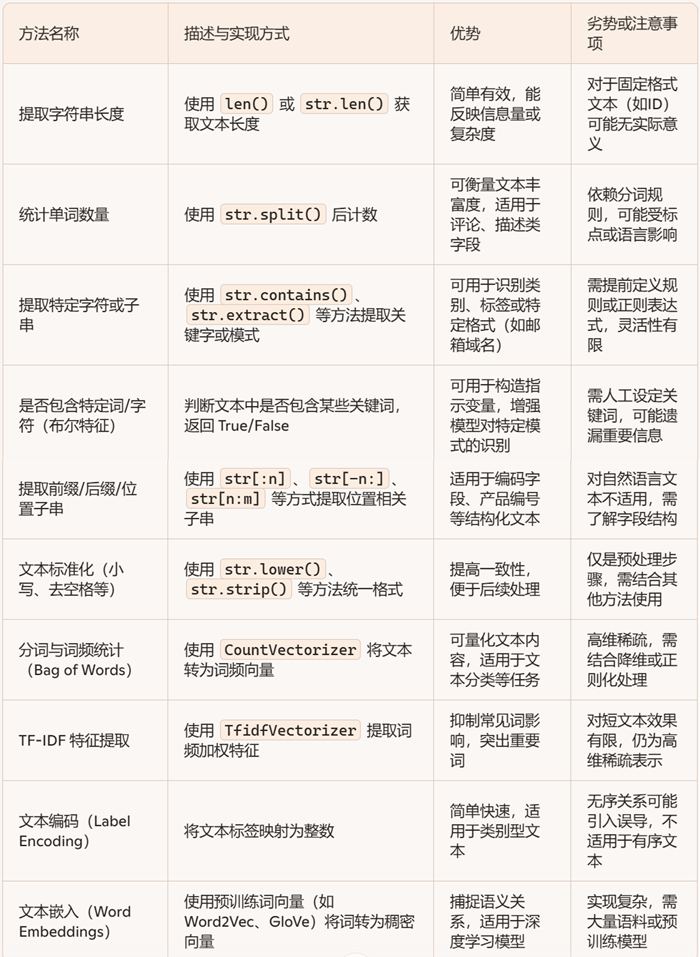 方法名称
描述与实现方式
优势
劣势或注意事
项
提取字符串长度
使用 len() 或 str.len() 获
取文本长度
简单有效，能
反映信息量或
复杂度
对于固定格式
文本（如ID）
可能无实际意
义
统计单词数量
使用 str.split() 后计数
可衡量文本丰
富度，适用于
评论、描述类
字段
依赖分词规
则，可能受标
点或语言影响
提取特定字符或子
串
使用 str.contains()、
str.extract() 等方法提取关
键字或模式
可用于识别类
别、标签或特
定格式（如邮
箱域名）
需提前定义规
则或正则表达
式，灵活性有
限
是否包含特定词/字
符（布尔特征）
判断文本中是否包含某些关键词，
返回 True/False
可用于构造指
示变量，增强
模型对特定模
式的识别
需人工设定关
键词，可能遗
漏重要信息
提取前缀/后缀/位
置子串
使用 str[:n]、str[-n:]、
str[n:m] 等方式提取位置相关
子串
适用于编码字
段、产品编号
等结构化文本
对自然语言文
本不适用，需
了解字段结构
文本标准化（小
写、去空格等）
使用 str.lower()、
str.strip() 等方法统一格式
提高一致性，
便于后续处理
仅是预处理步
骤，需结合其
他方法使用
分词与词频统计
（Bag of Words）
使用 CountVectorizer 将文本
转为词频向量
可量化文本内
容，适用于文
本分类等任务
高维稀疏，需
结合降维或正
则化处理
TF-IDF 特征提取
使用 TfidfVectorizer 提取词
频加权特征
抑制常见词影
响，突出重要
词
对短文本效果
有限，仍为高
维稀疏表示
文本编码（Label
Encoding）
将文本标签映射为整数
简单快速，适
用于类别型文
本
无序关系可能
引入误导，不
适用于有序文
本
文本嵌入（Word
Embeddings）
使用预训练词向量（如
Word2Vec、GloVe）将词转为稠密
向量
捕捉语义关
系，适用于深
度学习模型
实现复杂，需
大量语料或预
训练模型